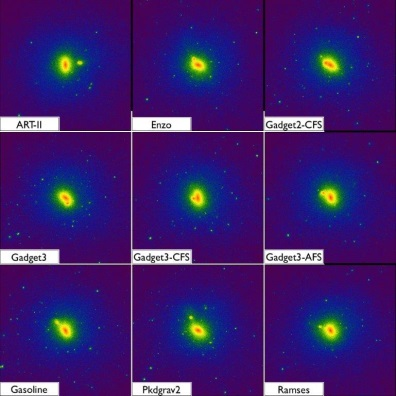 ART-II
Enzo
Gadget2-CFS
Gadget3
Gadget3-CFS
Gadget3-AFS
Gasoline
Pkdgrav2
Ramses